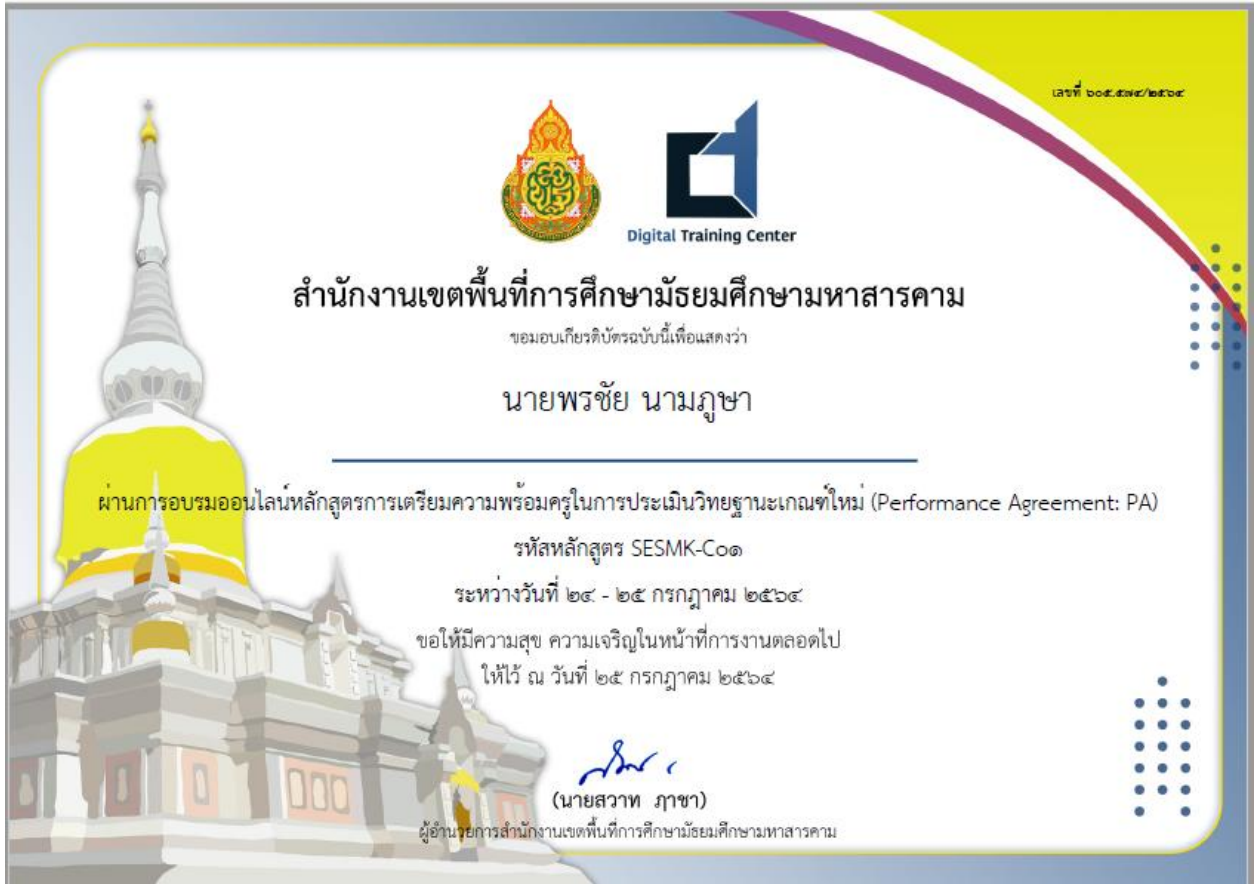 เลขที่ ๖๐๕.๕๗๔/๒๕๖๔
Digital Training Center
สำนักงานเขตพื้นที่การศึกษามัธยมศึกษามหาสารคาม
ขอมอบเกียรติบัตรฉบับนี้เพื่อแสดงว่า
นายพรชัย นามภูษา
ผ่านการอบรมออนไลน์หลักสูตรการเตรียมความพร้อมครูในการประเมินวิทยฐานะเกณฑ์ใหม่ (Performance Agreement: PA)
รหัสหลักสูตร SESMK-C๐๑
ระหว่างวันที่ ๒๔ - ๒๕ กรกฎาคม ๒๕๖๔
ขอให้มีความสุข ความเจริญในหน้าที่การงานตลอดไป
ให้ไว้ ณ วันที่ ๒๕ กรกฎาคม ๒๕๖๔
(นายสวาท ภาชา)
ผู้อำนวยการสำนักงานเขตพื้นที่การศึกษามัธยมศึกษามหาสารคาม